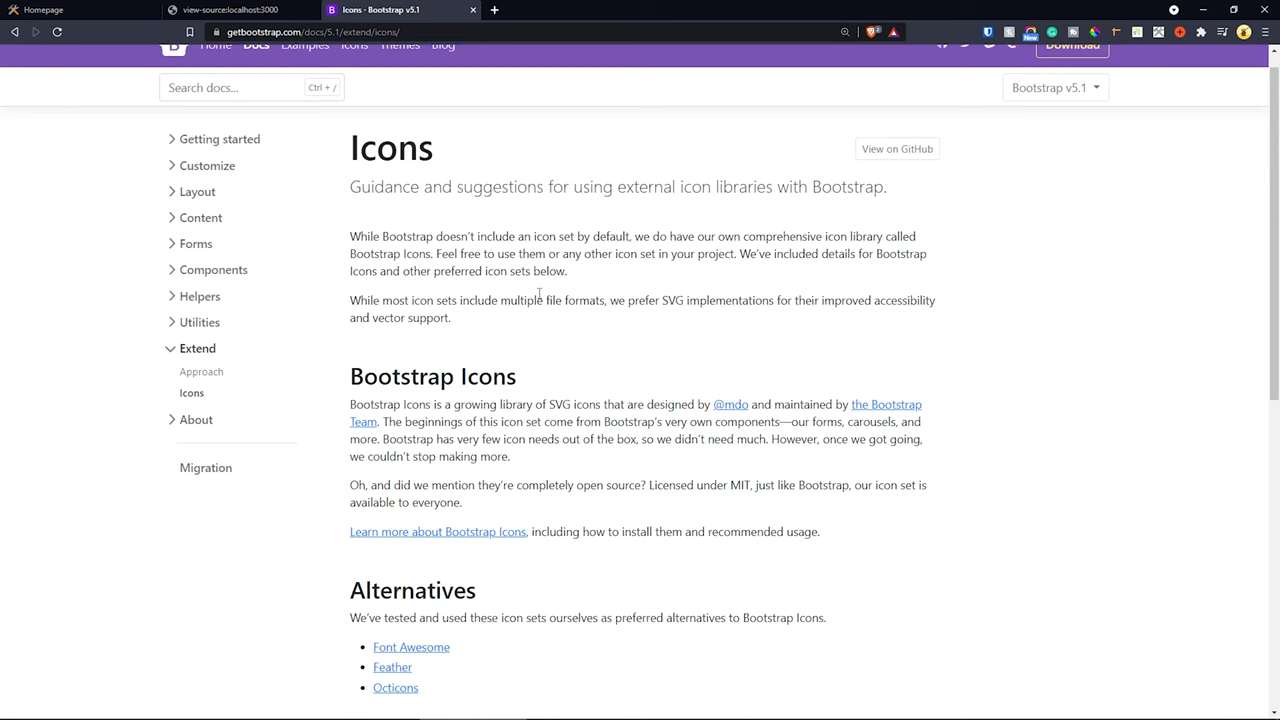 Homepage
view-source:localhost:3000
Icons · Bootstrap v5.1
getbootstrap.com/docs/5.1/extend/icons/
New
Home Docs Examples Icons Themes Blog
Download
Search docs... Ctrl + /
Bootstrap v5.1
Getting started
Customize
Layout
Content
Forms
Components
Helpers
Utilities
Extend
Approach
Icons
About
Migration
Icons
View on GitHub
Guidance and suggestions for using external icon libraries with Bootstrap.
While Bootstrap doesn't include an icon set by default, we do have our own comprehensive icon library called
Bootstrap Icons. Feel free to use them or any other icon set in your project. We've included details for Bootstrap
Icons and other preferred icon sets below.
While most icon sets include multiple file formats, we prefer SVG implementations for their improved accessibility
and vector support.
Bootstrap Icons
Bootstrap Icons is a growing library of SVG icons that are designed by @mdo and maintained by the Bootstrap
Team. The beginnings of this icon set come from Bootstrap's very own components—our forms, carousels, and
more. Bootstrap has very few icon needs out of the box, so we didn't need much. However, once we got going,
we couldn't stop making more.
Oh, and did we mention they're completely open source? Licensed under MIT, just like Bootstrap, our icon set is
available to everyone.
Learn more about Bootstrap Icons, including how to install them and recommended usage.
Alternatives
We've tested and used these icon sets ourselves as preferred alternatives to Bootstrap Icons.
Font Awesome
Feather
Octicons